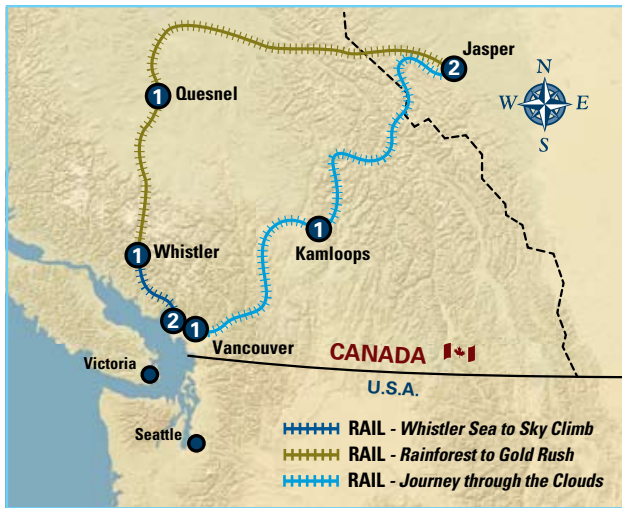 Jasper
2
N
W E
S
1 Quesnel
1 Whistler
1
Kamloops
2 1
Vancouver
CANADA
Victoria
U.S.A.
Seattle
RAIL - Whistler Sea to Sky Climb
RAIL - Rainforest to Gold Rush
RAIL - Journey through the Clouds